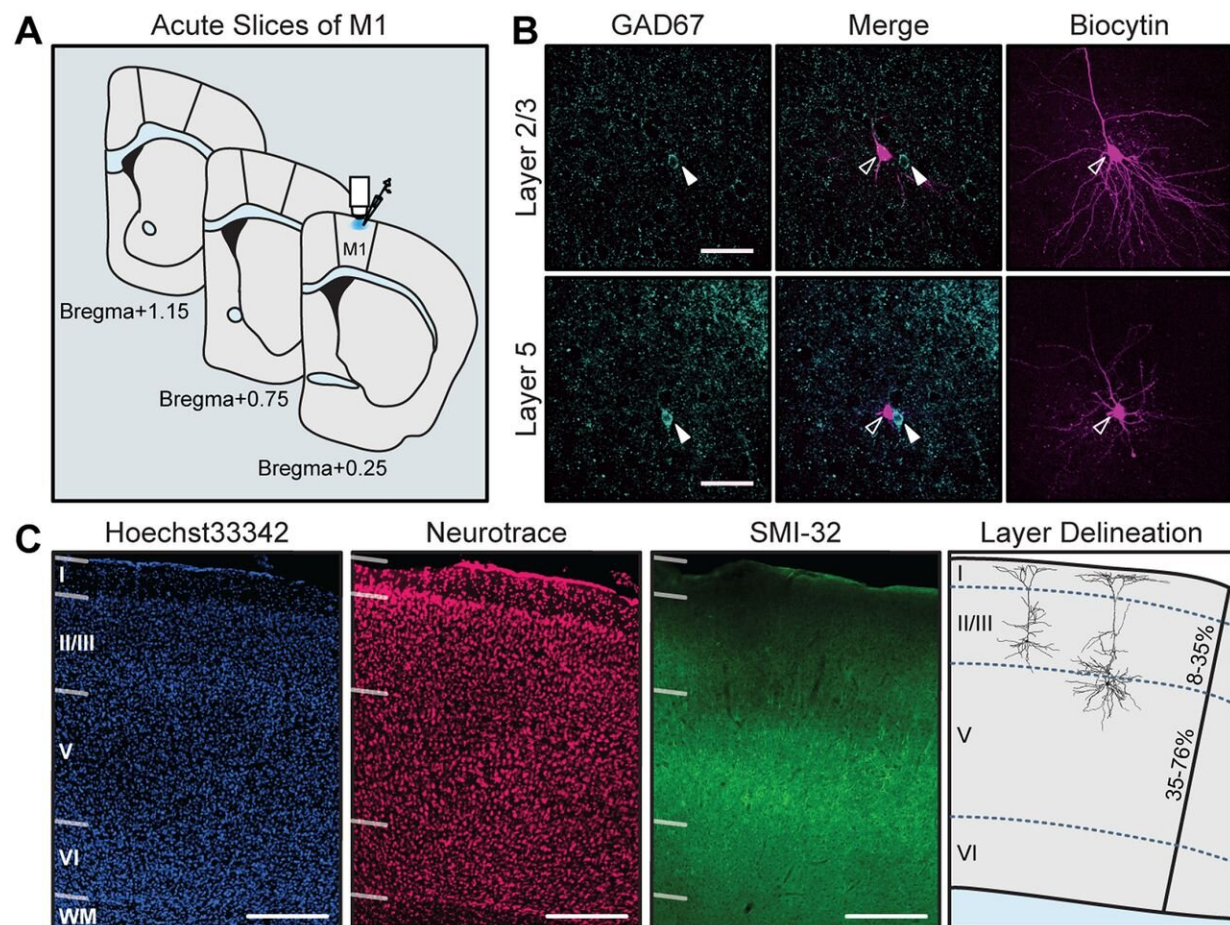 A
Acute Slices of M1
M1
Bregma+1.15
Bregma+0.75
Bregma+0.25
B
GAD67
Merge
Biocytin
Layer 2/3
Layer 5
C
Hoechst33342
Neurotrace
SMI-32
Layer Delineation
I
II/III
V
VI
WM
I
II/III
V
VI
8-35%
35-76%